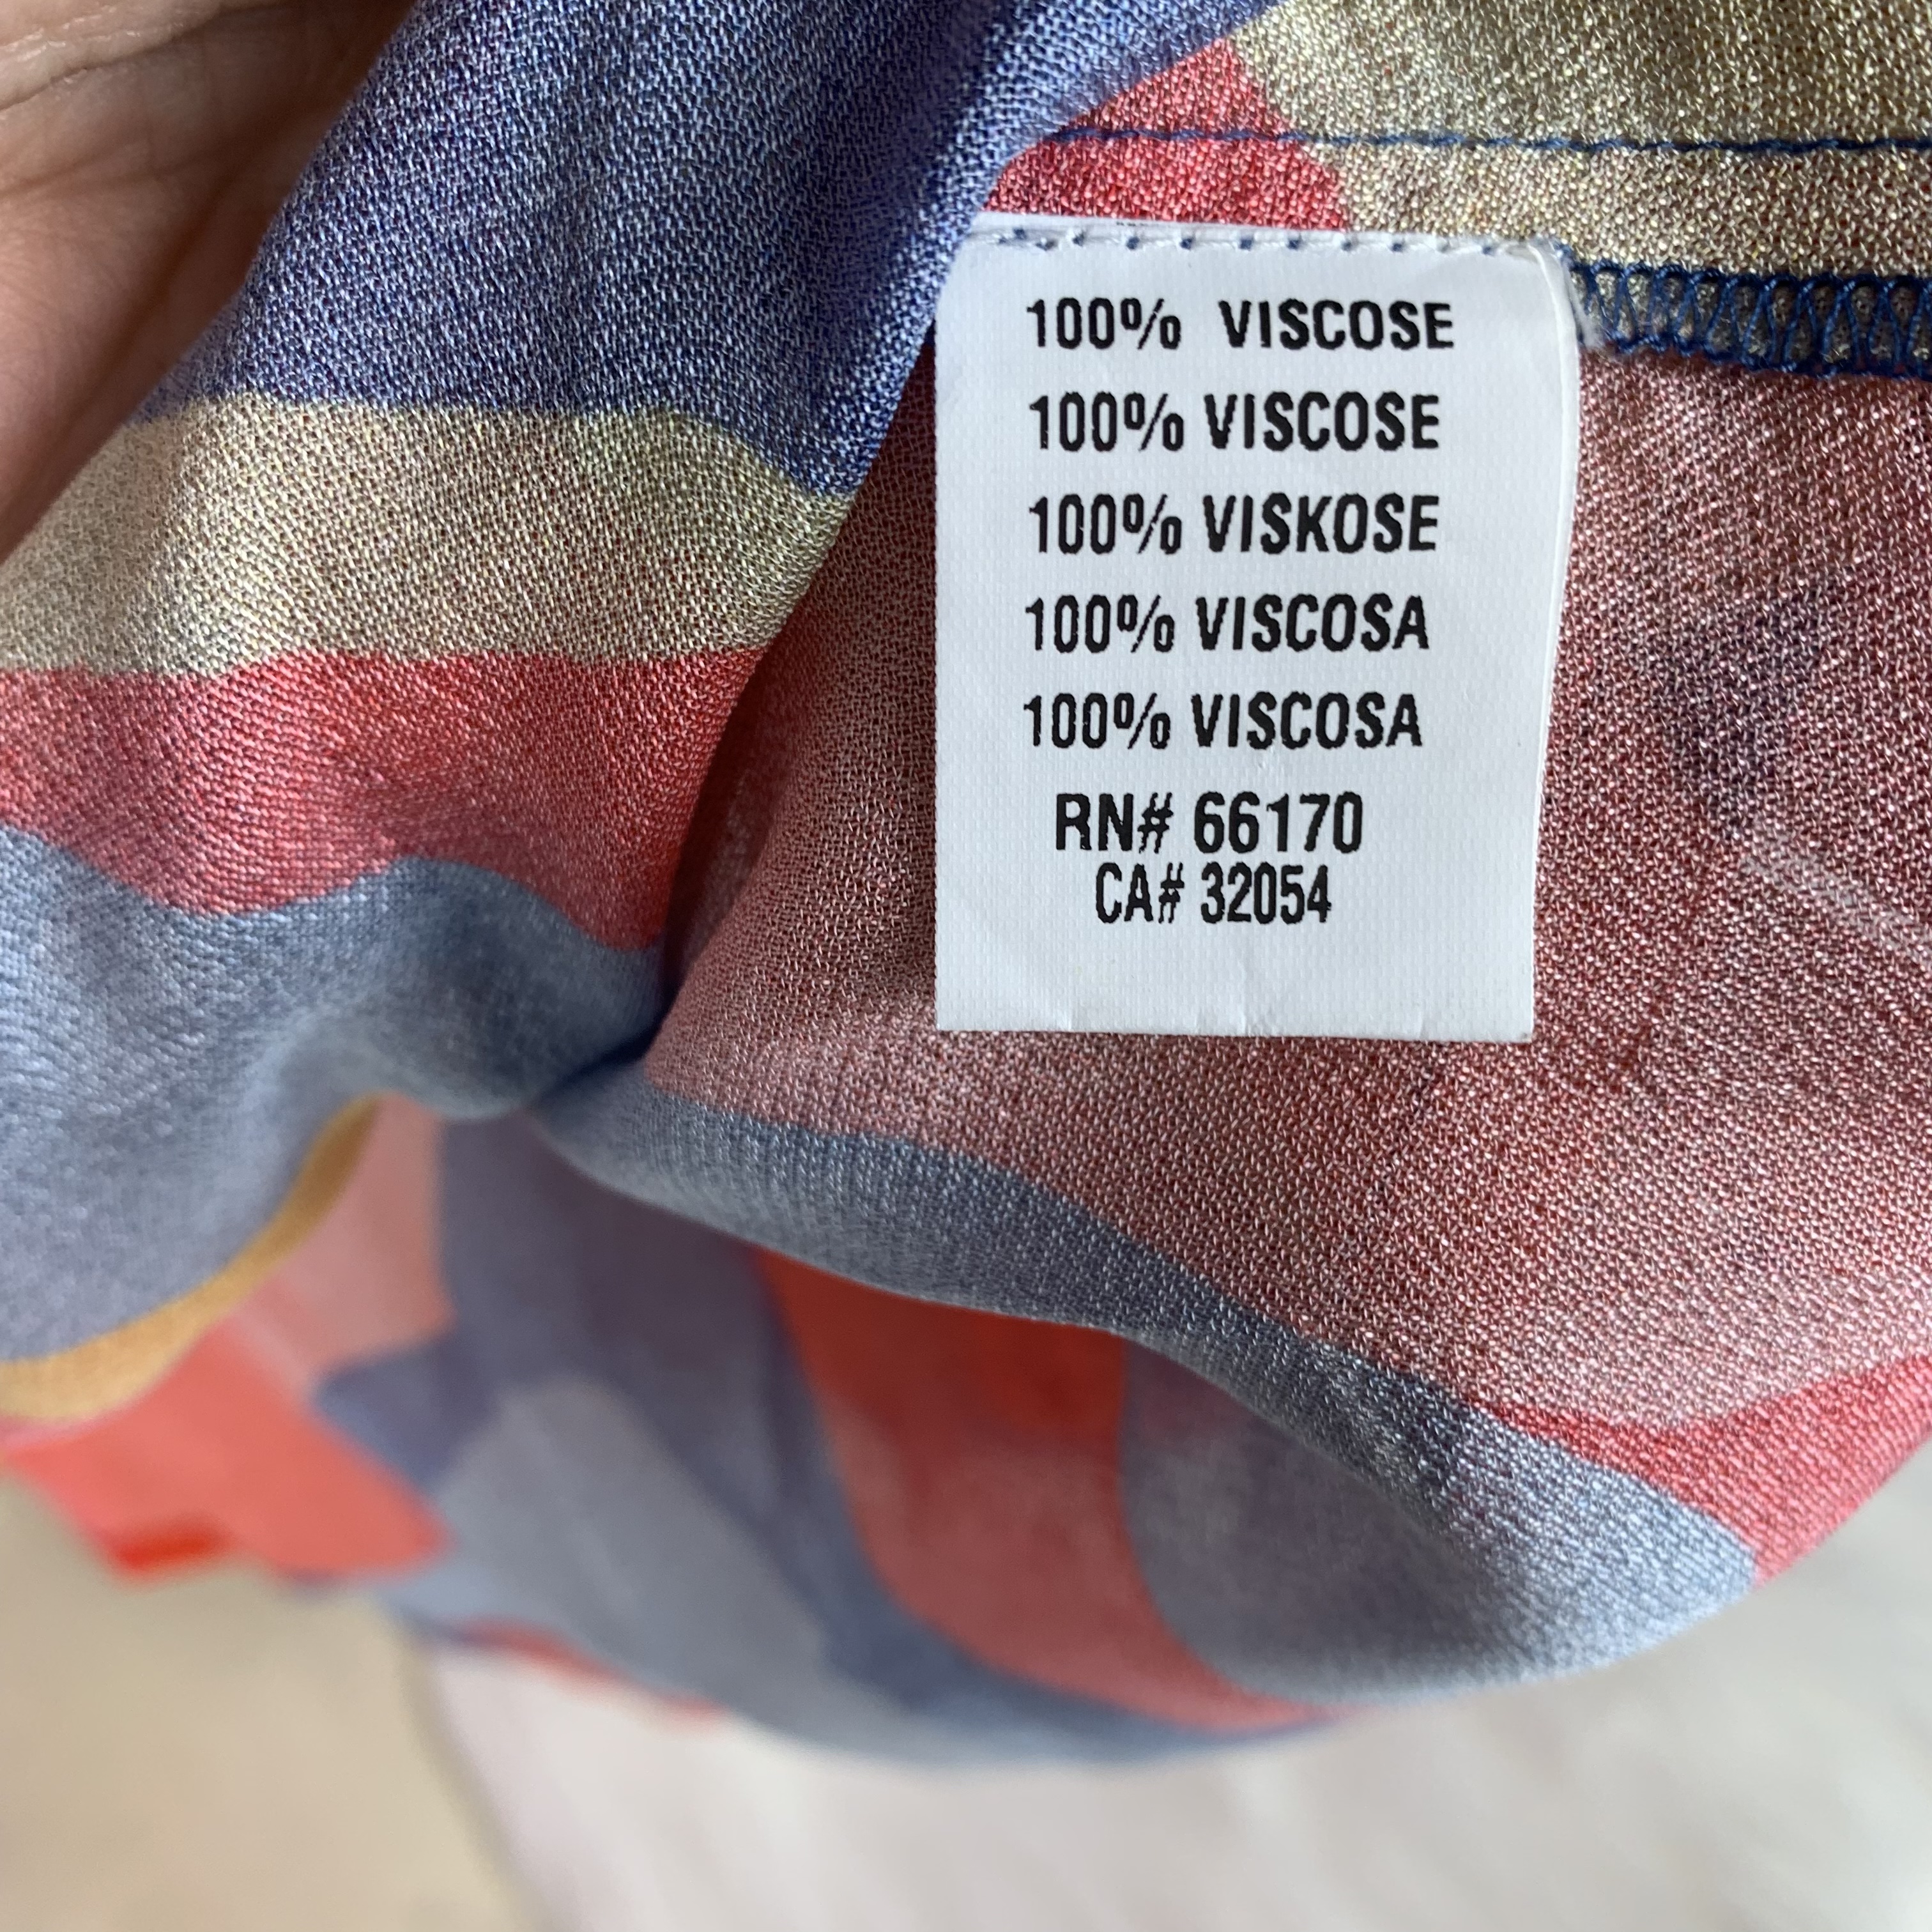 100% VISCOSE
100% VISCOSE
100% VISKOSE
100% VISCOSA
100% VISCOSA
RN# 66170
CA# 32054